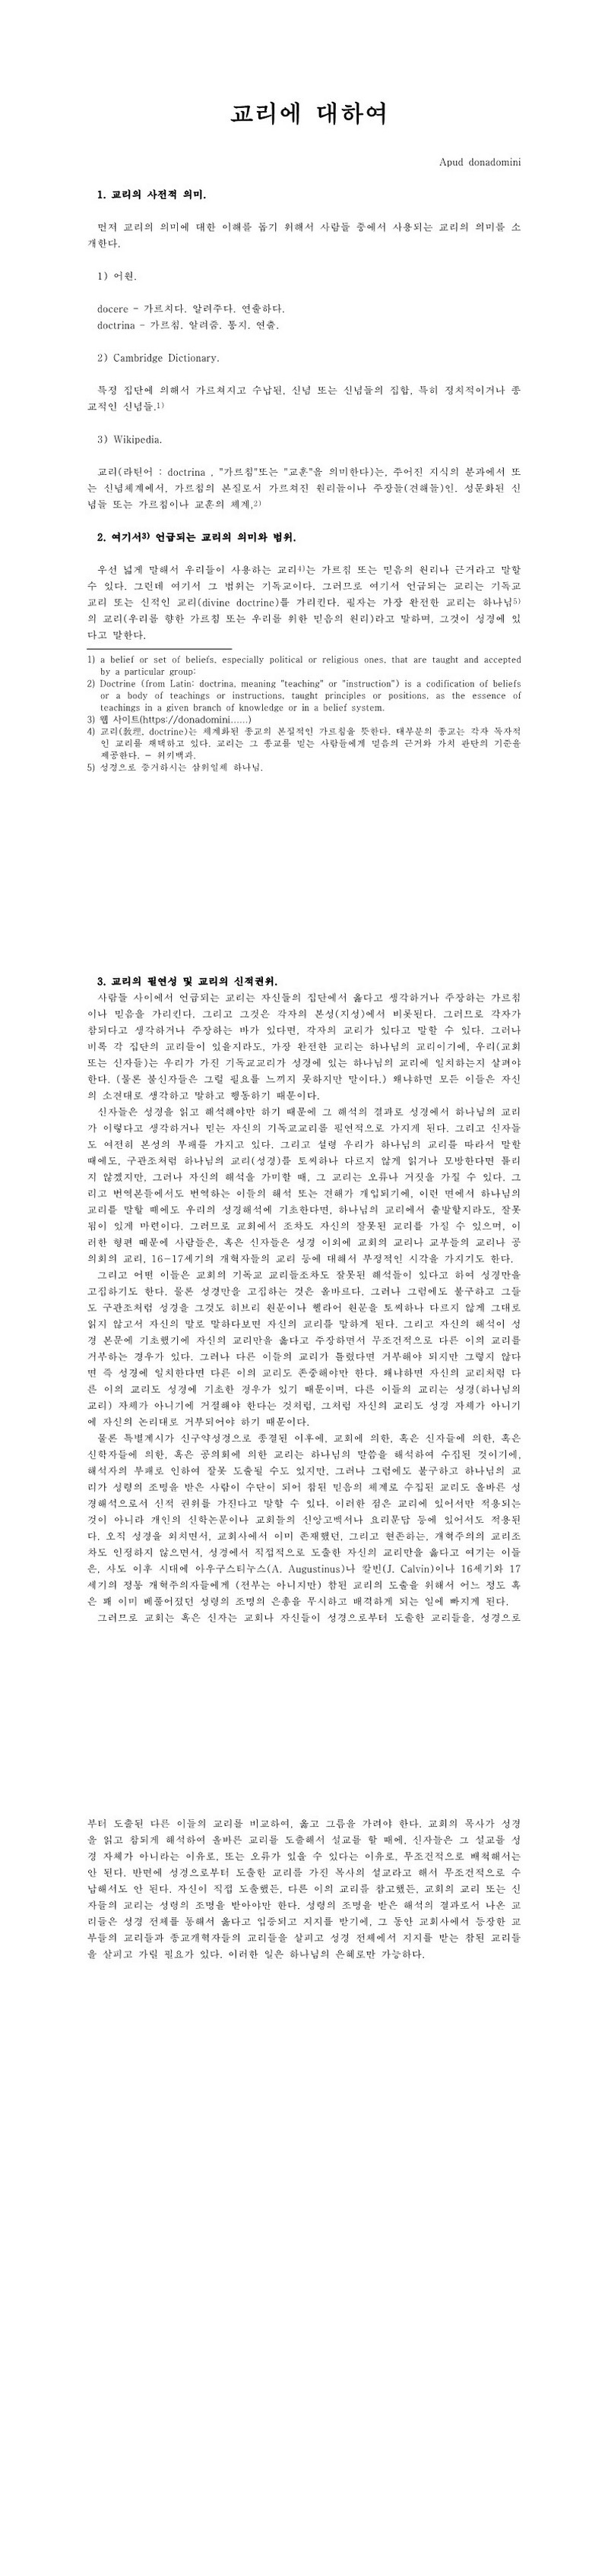 교리에 대하여
Apud donadomini
1. 교리의 사전적 의미.
먼저 교리의 의미에 대한 이해를 돕기 위해서 사람들 중에서 사용되는 교리의 의미를 소
개한다.
1) 어원.
docere - 가르치다. 알려주다. 연출하다.
doctrina - 가르침. 알려줌. 통지. 연출.
2) Cambridge Dictionary.
특정 집단에 의해서 가르쳐지고 수납된, 신념 또는 신념들의 집합, 특히 정치적이거나 종
교적인 신념들.1)
3) Wikipedia.
교리(라틴어 : doctrina , "가르침"또는 "교훈"을 의미한다)는, 주어진 지식의 분과에서 또
는 신념체계에서, 가르침의 본질로서 가르쳐진 원리들이나 주장들(견해들)인, 성문화된 신
념들 또는 가르침이나 교훈의 체계.2)
2. 여기서3) 언급되는 교리의 의미와 범위.
우선 넓게 말해서 우리들이 사용하는 교리4)는 가르침 또는 믿음의 원리나 근거라고 말할
수 있다. 그런데 여기서 그 범위는 기독교이다. 그러므로 여기서 언급되는 교리는 기독교
교리 또는 신적인 교리(divine doctrine)를 가리킨다. 필자는 가장 완전한 교리는 하나님5)
의 교리(우리를 향한 가르침 또는 우리를 위한 믿음의 원리)라고 말하며, 그것이 성경에 있
다고 말한다.
1) a belief or set of beliefs, especially political or religious ones, that are taught and accepted
by a particular group:
2) Doctrine (from Latin: doctrina, meaning "teaching" or "instruction") is a codification of beliefs
or a body of teachings or instructions, taught principles or positions, as the essence of
teachings in a given branch of knowledge or in a belief system.
3) 웹 사이트(https://donadomini......)
4) 교리(敎理, doctrine)는 체계화된 종교의 본질적인 가르침을 뜻한다. 대부분의 종교는 각자 독자적
인 교리를 채택하고 있다. 교리는 그 종교를 믿는 사람들에게 믿음의 근거와 가치 판단의 기준을
제공한다. - 위키백과.
5) 성경으로 증거하시는 삼위일체 하나님.
3. 교리의 필연성 및 교리의 신적권위.
사람들 사이에서 언급되는 교리는 자신들의 집단에서 옳다고 생각하거나 주장하는 가르침
이나 믿음을 가리킨다. 그리고 그것은 각자의 본성(지성)에서 비롯된다. 그러므로 각자가
참되다고 생각하거나 주장하는 바가 있다면, 각자의 교리가 있다고 말할 수 있다. 그러나
비록 각 집단의 교리들이 있을지라도, 가장 완전한 교리는 하나님의 교리이기에, 우리(교회
또는 신자들)는 우리가 가진 기독교교리가 성경에 있는 하나님의 교리에 일치하는지 살펴야
한다. (물론 불신자들은 그럴 필요를 느끼지 못하지만 말이다.) 왜냐하면 모든 이들은 자신
의 소견대로 생각하고 말하고 행동하기 때문이다.
신자들은 성경을 읽고 해석해야만 하기 때문에 그 해석의 결과로 성경에서 하나님의 교리
가 이렇다고 생각하거나 믿는 자신의 기독교교리를 필연적으로 가지게 된다. 그리고 신자들
도 여전히 본성의 부패를 가지고 있다. 그리고 설령 우리가 하나님의 교리를 따라서 말할
때에도, 구관조처럼 하나님의 교리(성경)를 토씨하나 다르지 않게 읽거나 모방한다면 틀리
지 않겠지만, 그러나 자신의 해석을 가미할 때, 그 교리는 오류나 거짓을 가질 수 있다. 그
리고 번역본들에서도 번역하는 이들의 해석 또는 견해가 개입되기에, 이런 면에서 하나님의
교리를 말할 때에도 우리의 성경해석에 기초한다면, 하나님의 교리에서 출발할지라도, 잘못
됨이 있게 마련이다. 그러므로 교회에서 조차도 자신의 잘못된 교리를 가질 수 있으며, 이
러한 형편 때문에 사람들은, 혹은 신자들은 성경 이외에 교회의 교리나 교부들의 교리나 공
의회의 교리, 16-17세기의 개혁자들의 교리 등에 대해서 부정적인 시각을 가지기도 한다.
그리고 어떤 이들은 교회의 기독교 교리들조차도 잘못된 해석들이 있다고 하여 성경만을
고집하기도 한다. 물론 성경만을 고집하는 것은 올바르다. 그러나 그럼에도 불구하고 그들
도 구관조처럼 성경을 그것도 히브리 원문이나 헬라어 원문을 토씨하나 다르지 않게 그대로
읽지 않고서 자신의 말로 말하다보면 자신의 교리를 말하게 된다. 그리고 자신의 해석이 성
경 본문에 기초했기에 자신의 교리만을 옳다고 주장하면서 무조건적으로 다른 이의 교리를
거부하는 경우가 있다. 그러나 다른 이들의 교리가 틀렸다면 거부해야 되지만 그렇지 않다
면 즉 성경에 일치한다면 다른 이의 교리도 존중해야만 한다. 왜냐하면 자신의 교리처럼 다
른 이의 교리도 성경에 기초한 경우가 있기 때문이며, 다른 이들의 교리는 성경(하나님의
교리) 자체가 아니기에 거절해야 한다는 것처럼, 그처럼 자신의 교리도 성경 자체가 아니기
에 자신의 논리대로 거부되어야 하기 때문이다.
물론 특별계시가 신구약성경으로 종결된 이후에, 교회에 의한, 혹은 신자들에 의한, 혹은
신학자들에 의한, 혹은 공의회에 의한 교리는 하나님의 말씀을 해석하여 수집된 것이기에,
해석자의 부패로 인하여 잘못 도출될 수도 있지만, 그러나 그럼에도 불구하고 하나님의 교
리가 성령의 조명을 받은 사람이 수단이 되어 참된 믿음의 체계로 수집된 교리도 올바른 성
경해석으로서 신적 권위를 가진다고 말할 수 있다. 이러한 점은 교리에 있어서만 적용되는
것이 아니라 개인의 신학논문이나 교회들의 신앙고백서나 요리문답 등에 있어서도 적용된
다. 오직 성경을 외치면서, 교회사에서 이미 존재했던, 그리고 현존하는, 개혁주의의 교리조
차도 인정하지 않으면서, 성경에서 직접적으로 도출한 자신의 교리만을 옳다고 여기는 이들
은, 사도 이후 시대에 아우구스티누스(A. Augustinus)나 칼빈(J. Calvin)이나 16세기와 17
세기의 정통 개혁주의자들에게 (전부는 아니지만) 참된 교리의 도출을 위해서 어느 정도 혹
은 꽤 이미 베풀어졌던 성령의 조명의 은총을 무시하고 배격하게 되는 일에 빠지게 된다.
그러므로 교회는 혹은 신자는 교회나 자신들이 성경으로부터 도출한 교리들을, 성경으로
부터 도출된 다른 이들의 교리를 비교하여, 옳고 그름을 가려야 한다. 교회의 목사가 성경
을 읽고 참되게 해석하여 올바른 교리를 도출해서 설교를 할 때에, 신자들은 그 설교를 성
경 자체가 아니라는 이유로, 또는 오류가 있을 수 있다는 이유로, 무조건적으로 배척해서는
안 된다. 반면에 성경으로부터 도출한 교리를 가진 목사의 설교라고 해서 무조건적으로 수
납해서도 안 된다. 자신이 직접 도출했든, 다른 이의 교리를 참고했든, 교회의 교리 또는 신
자들의 교리는 성령의 조명을 받아야만 한다. 성령의 조명을 받은 해석의 결과로서 나온 교
리들은 성경 전체를 통해서 옳다고 입증되고 지지를 받기에, 그 동안 교회사에서 등장한 교
부들의 교리들과 종교개혁자들의 교리들을 살피고 성경 전체에서 지지를 받는 참된 교리들
을 살피고 가릴 필요가 있다. 이러한 일은 하나님의 은혜로만 가능하다.